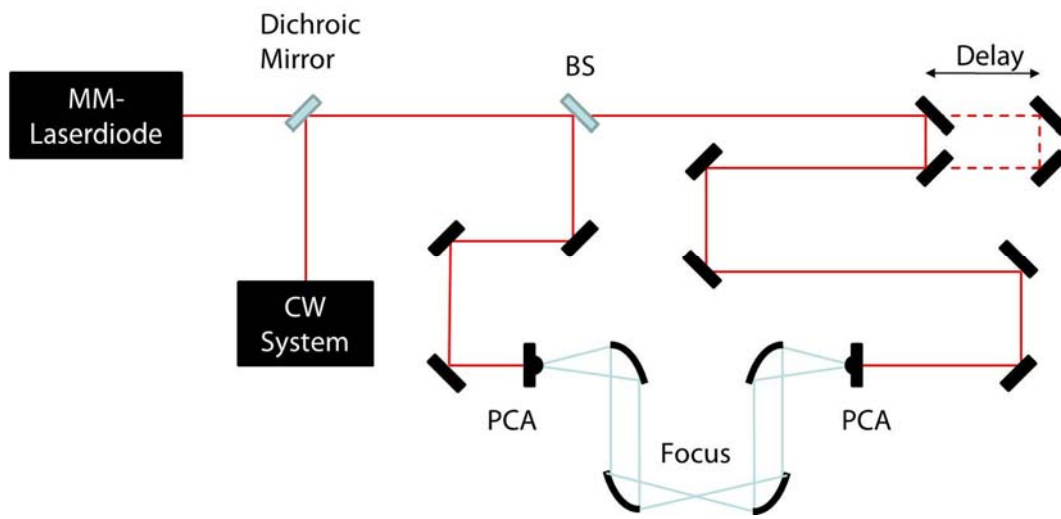 Dichroic
Mirror
BS
Delay
MM-
Laserdiode
CW
System
PCA
PCA
Focus